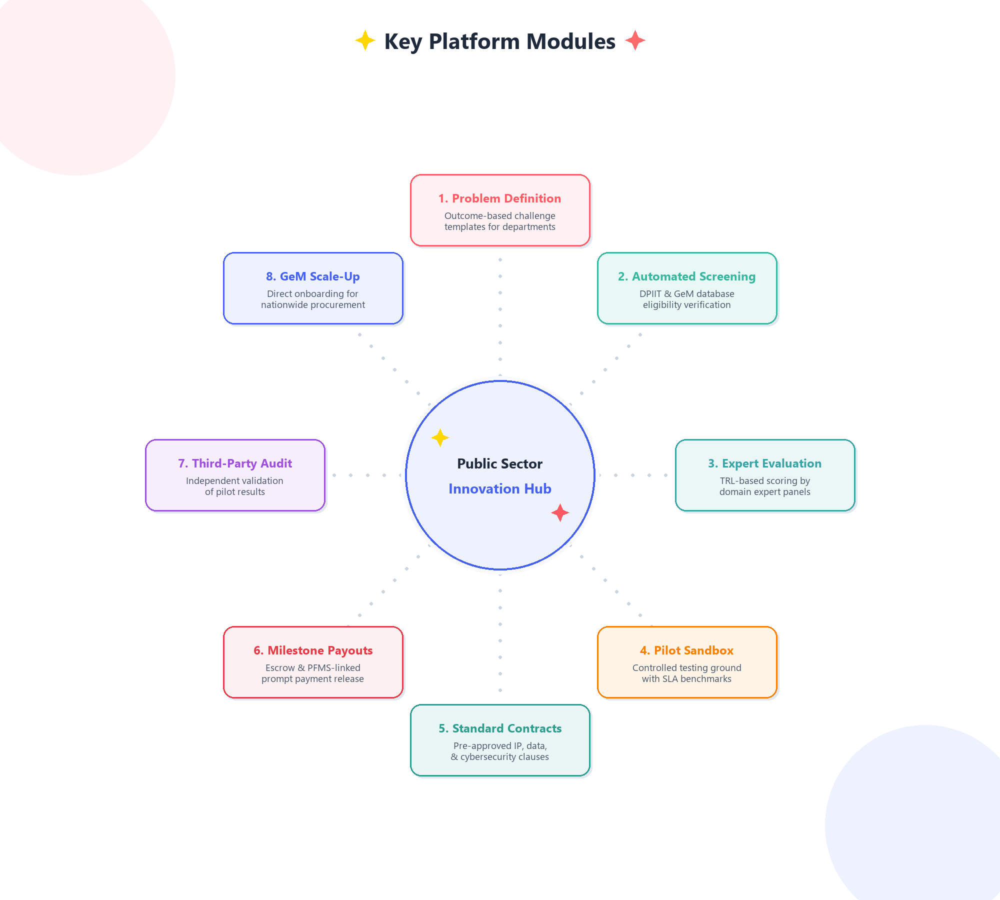 Key Platform Modules
1. Problem Definition
Outcome-based challenge
templates for departments
2. Automated Screening
DPIIT & GeM database
eligibility verification
3. Expert Evaluation
TRL-based scoring by
domain expert panels
4. Pilot Sandbox
Controlled testing ground
with SLA benchmarks
5. Standard Contracts
Pre-approved IP, data,
& cybersecurity clauses
6. Milestone Payouts
Escrow & PFMS-linked
prompt payment release
7. Third-Party Audit
Independent validation
of pilot results
8. GeM Scale-Up
Direct onboarding for
nationwide procurement
Public Sector
Innovation Hub